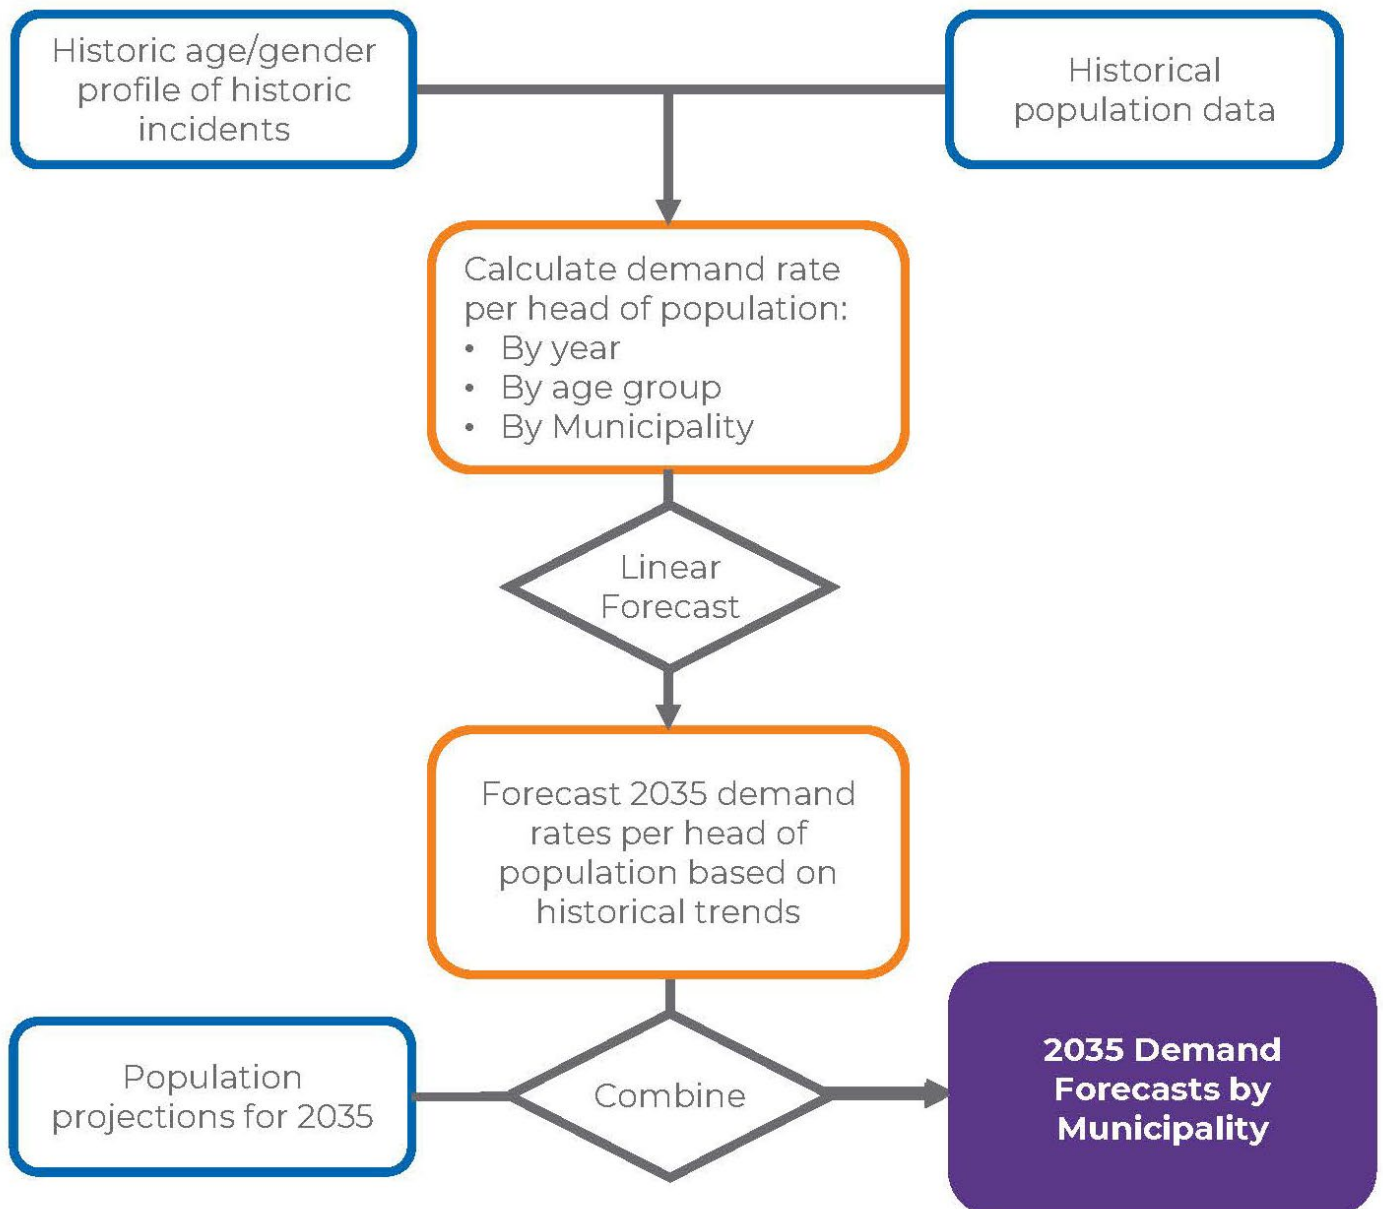 Historic age/gender
profile of historic
incidents
Historical
population data
Calculate demand rate
per head of population:
• By year
• By age group
• By Municipality
Linear
Forecast
Forecast 2035 demand
rates per head of
population based on
historical trends
Population
projections for 2035
Combine
2035 Demand
Forecasts by
Municipality